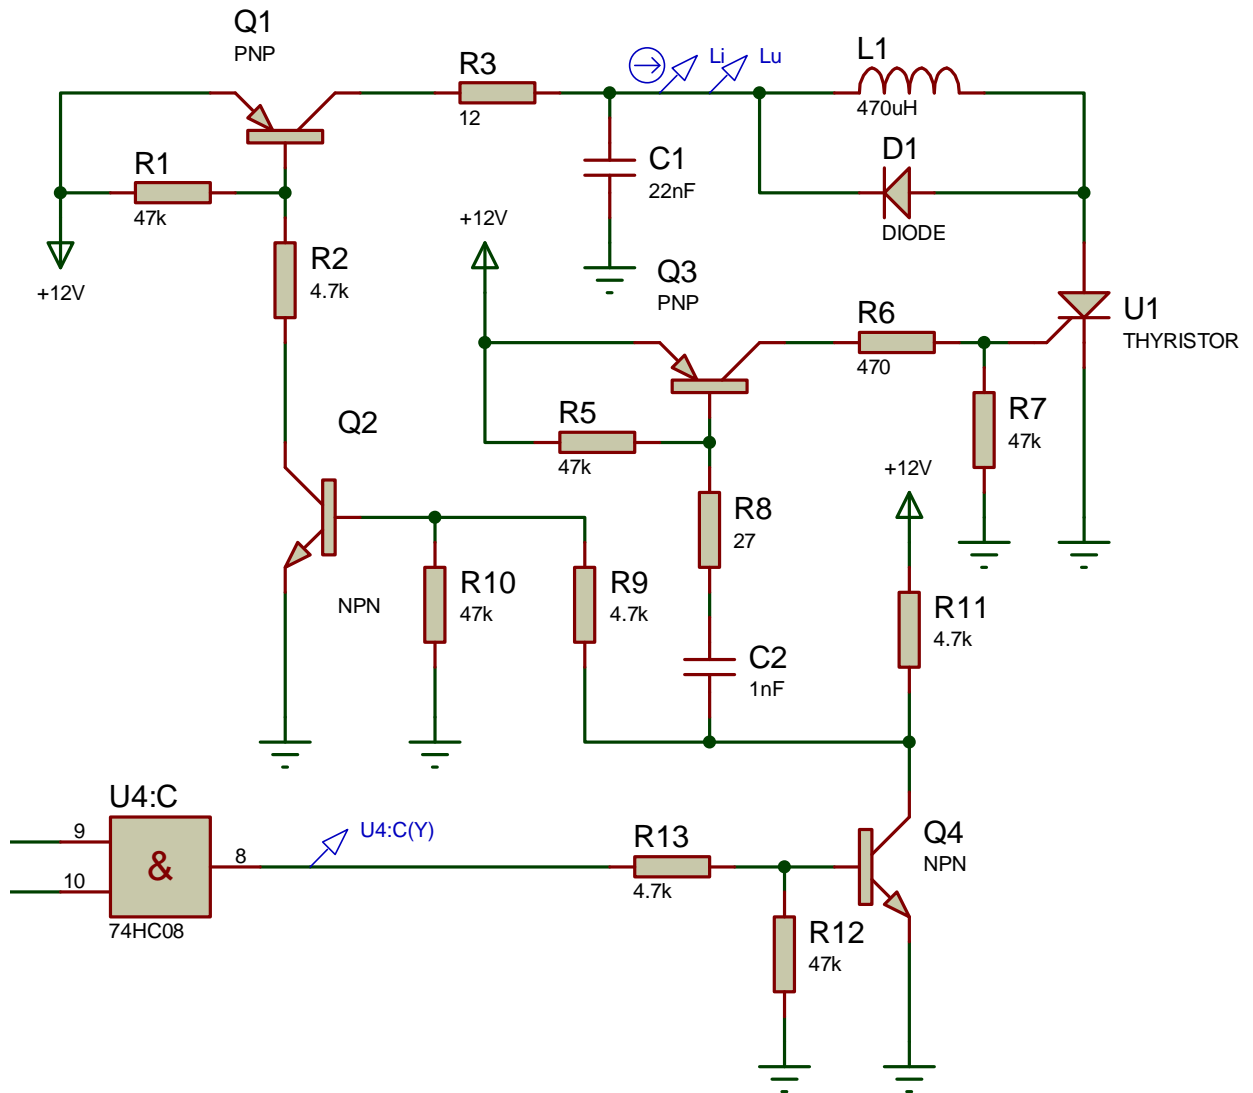 Q1
PNP
R3
12
Li
Lu
L1
470uH
R1
47k
C1
22nF
D1
DIODE
+12V
R2
4.7k
+12V
Q3
PNP
U1
THYRISTOR
R6
470
R5
47k
R7
47k
Q2
NPN
+12V
R8
27
R10
47k
R9
4.7k
R11
4.7k
C2
1nF
U4:C
9
10
&
8
74HC08
U4:C(Y)
R13
4.7k
Q4
NPN
R12
47k